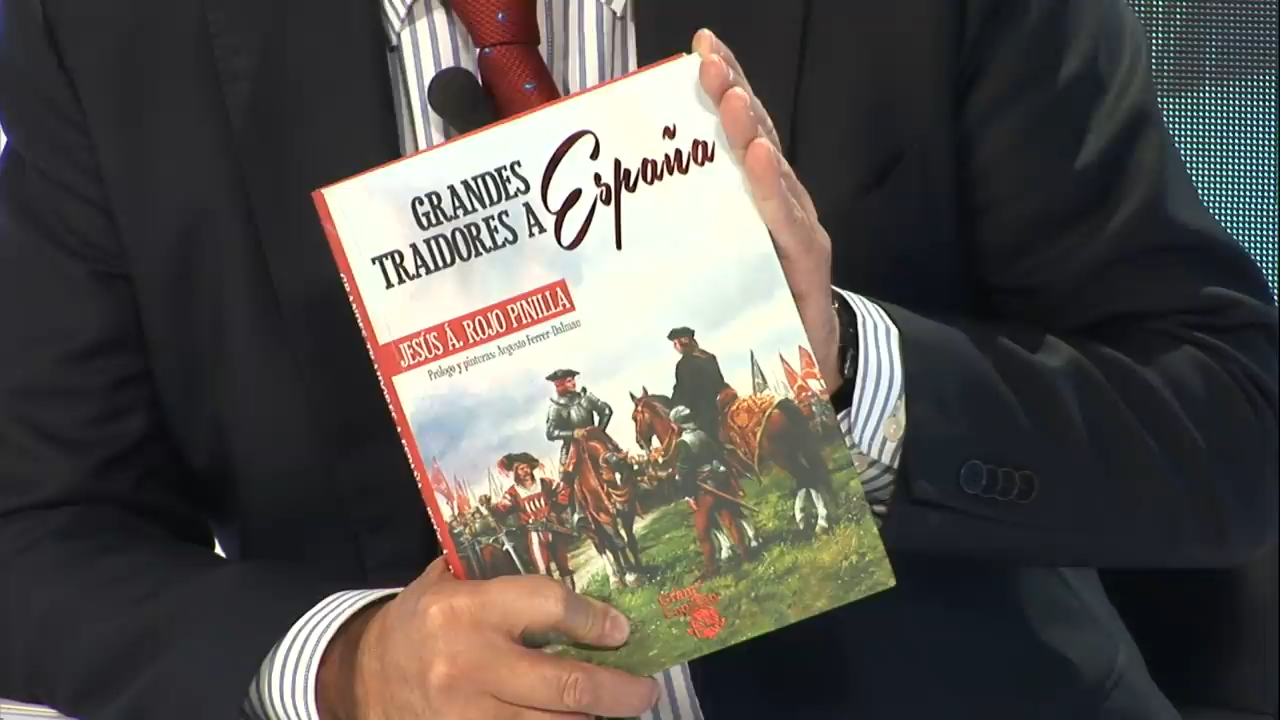 GRANDES
TRAIDORES A España
JESÚS Á. ROJO PINILLA
Prólogo y pinturas: Augusto Ferrer-Dalmau